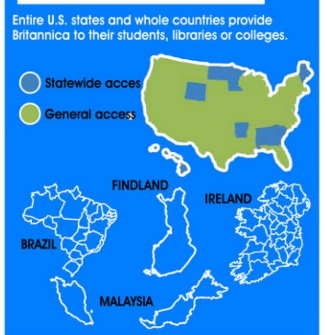 Entire U.S. states and whole countries provide
Britannica to their students, libraries or colleges.
Statewide acces
General access
FINDLAND
IRELAND
BRAZIL
MALAYSIA